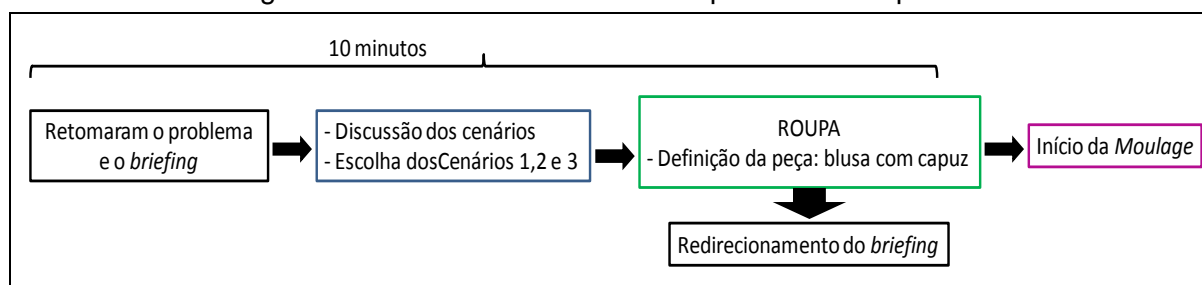 10 minutos
Retomaram o problema
e o briefing
- Discussão dos cenários
- Escolha dosCenários 1,2 e 3
ROUPA
- Definição da peça: blusa com capuz
Início da Moulage
Redirecionamento do briefing